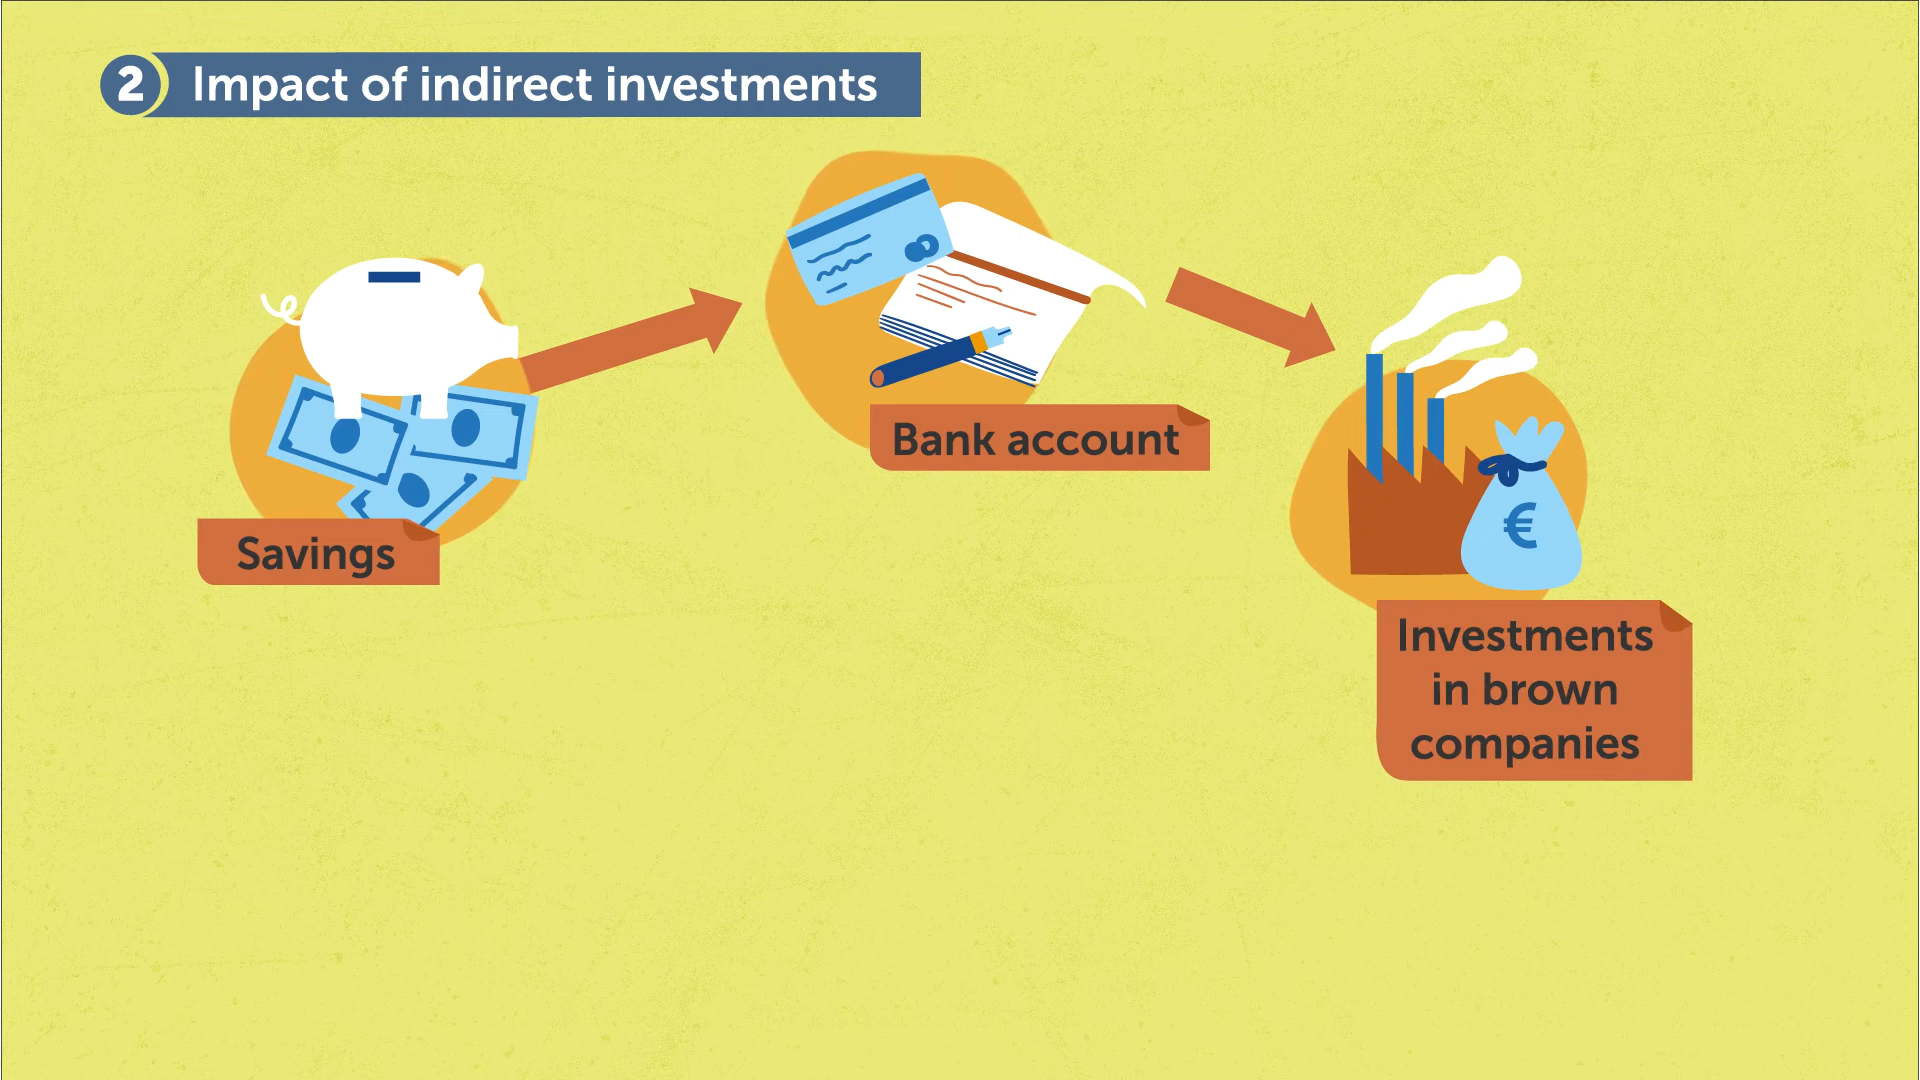 2 Impact of indirect investments
Savings
Bank account
€
Investments
in brown
companies